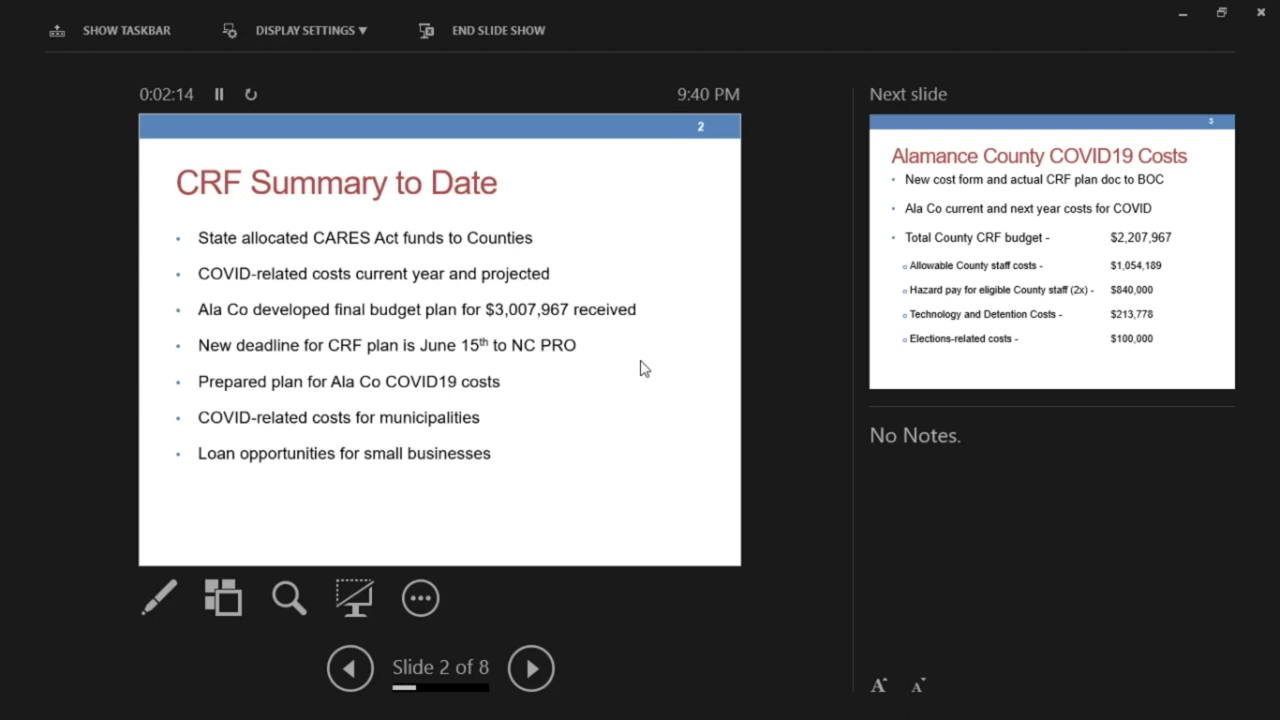 SHOW TASKBAR
DISPLAY SETTINGS ▼
END SLIDE SHOW
0:02:14
9:40 PM
2
CRF Summary to Date
• State allocated CARES Act funds to Counties
• COVID-related costs current year and projected
• Ala Co developed final budget plan for $3,007,967 received
• New deadline for CRF plan is June 15th to NC PRO
• Prepared plan for Ala Co COVID19 costs
• COVID-related costs for municipalities
• Loan opportunities for small businesses
Slide 2 of 8
Next slide
3
Alamance County COVID19 Costs
• New cost form and actual CRF plan doc to BOC
• Ala Co current and next year costs for COVID
• Total County CRF budget - $2,207,967
o Allowable County staff costs - $1,054,189
o Hazard pay for eligible County staff (2x) - $840,000
o Technology and Detention Costs - $213,778
o Elections-related costs - $100,000
No Notes.
A A